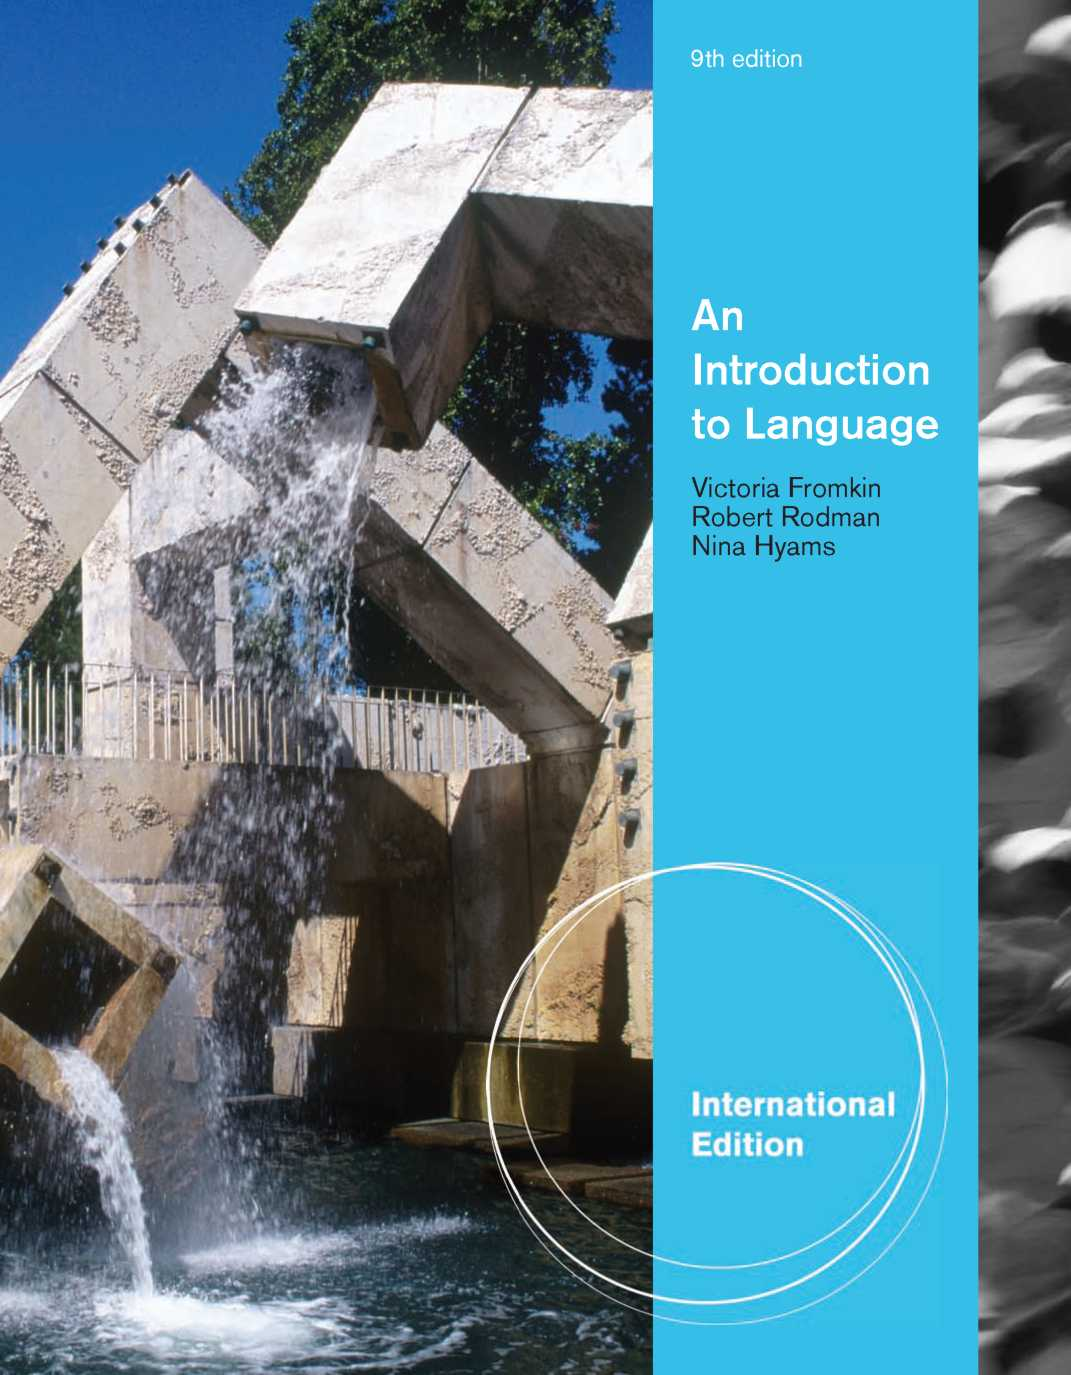 9th edition
An
Introduction
to Language
Victoria Fromkin
Robert Rodman
Nina Hyams
International
Edition